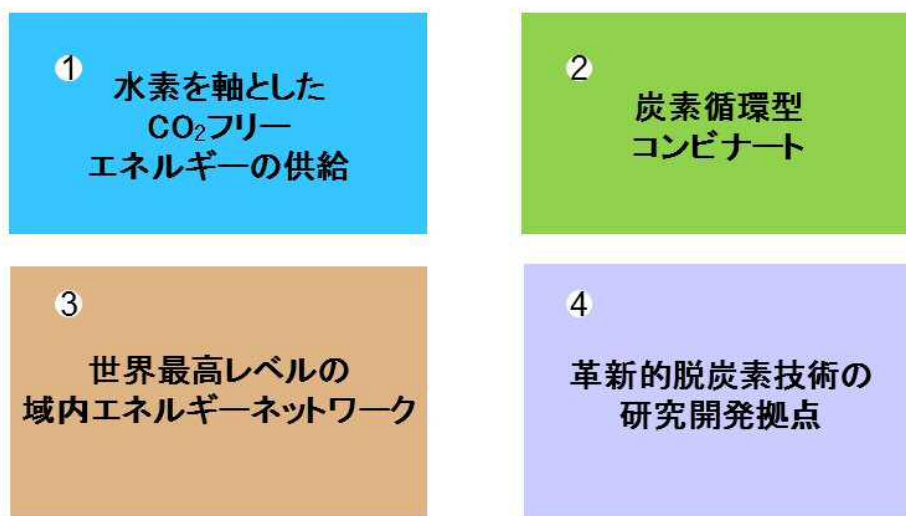 ①
水素を軸とした
CO₂フリー
エネルギーの供給
②
炭素循環型
コンビナート
③
世界最高レベルの
域内エネルギーネットワーク
④
革新的脱炭素技術の
研究開発拠点